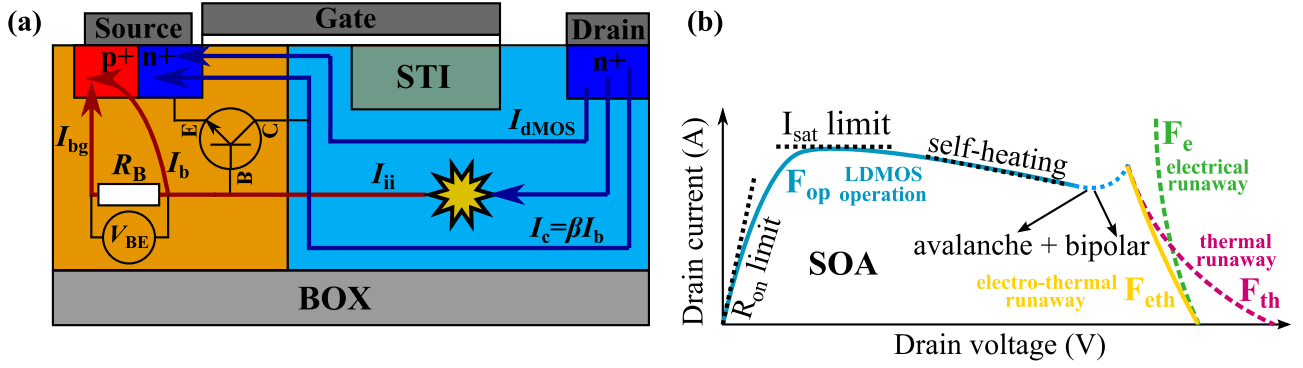 (a)
Source
Gate
Drain
p+
n+
STI
n+
I_dMOS
E
C
B
I_bg
R_B
I_b
I_ii
V_BE
I_c=βI_b
BOX
(b)
Drain current (A)
I_sat limit
self-heating
F_op
LDMOS
operation
R_on limit
SOA
avalanche + bipolar
electro-thermal
runaway
F_eth
F_e
electrical
runaway
thermal
runaway
F_th
Drain voltage (V)